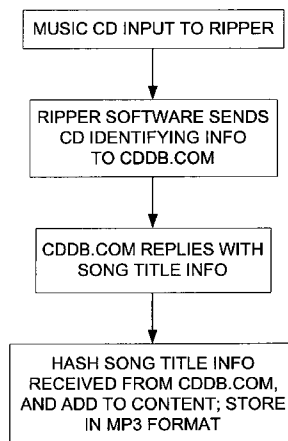 MUSIC CD INPUT TO RIPPER
RIPPER SOFTWARE SENDS
CD IDENTIFYING INFO
TO CDDB.COM
CDDB.COM REPLIES WITH
SONG TITLE INFO
HASH SONG TITLE INFO
RECEIVED FROM CDDB.COM,
AND ADD TO CONTENT; STORE
IN MP3 FORMAT